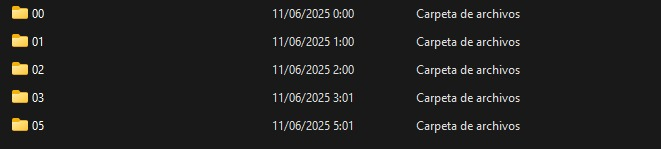 00 11/06/2025 0:00 Carpeta de archivos
01 11/06/2025 1:00 Carpeta de archivos
02 11/06/2025 2:00 Carpeta de archivos
03 11/06/2025 3:01 Carpeta de archivos
05 11/06/2025 5:01 Carpeta de archivos